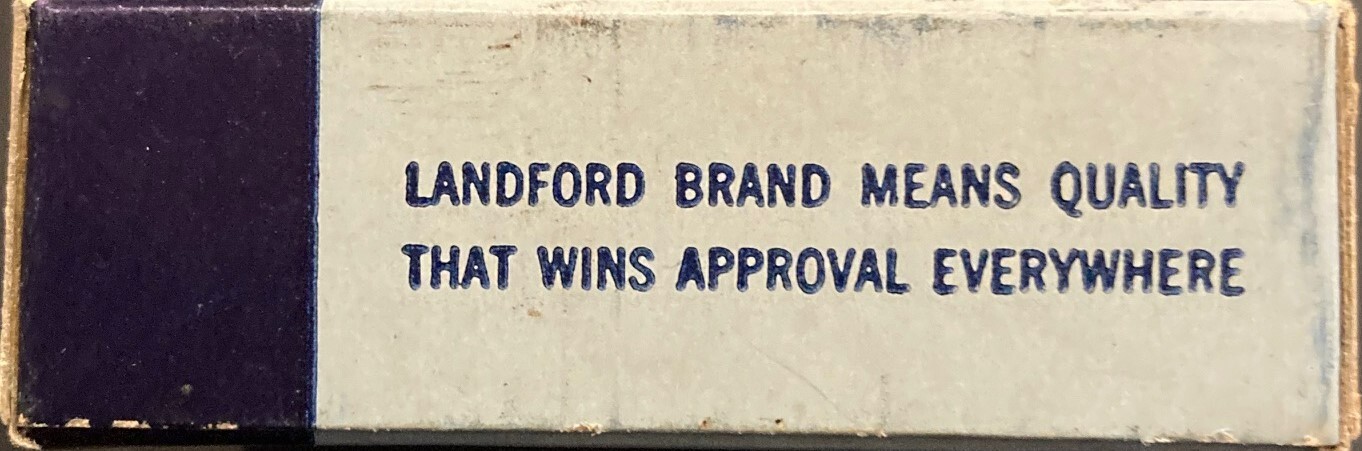 LANDFORD BRAND MEANS QUALITY
THAT WINS APPROVAL EVERYWHERE